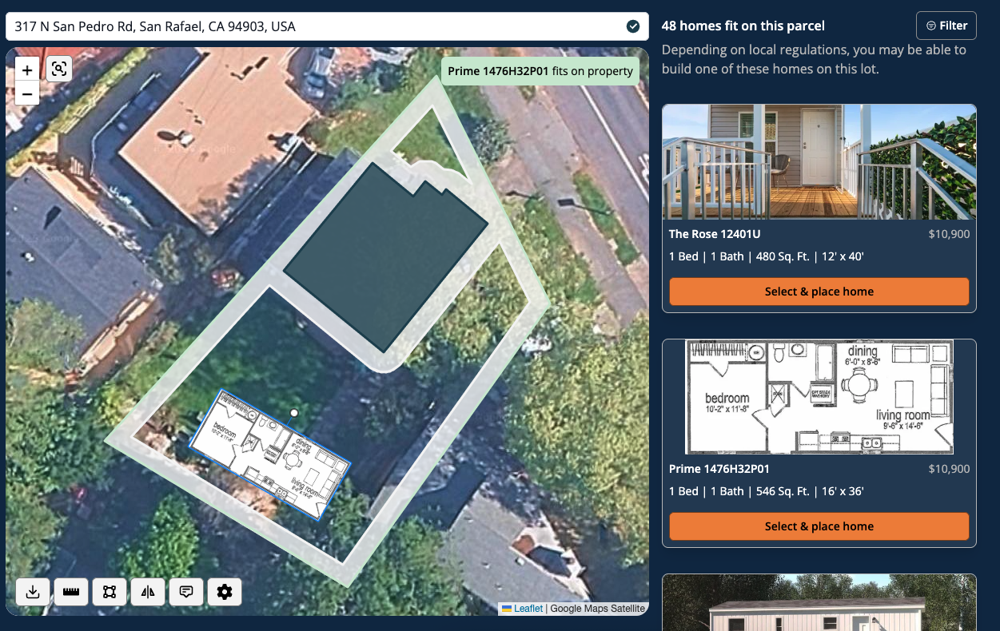 317 N San Pedro Rd, San Rafael, CA 94903, USA
+
−
Prime 1476H32P01 fits on property
Google
bedroom
10'-2" x 11'-8"
dining
6'-0" x 8'-6"
living room
9'-6" x 14'-6"
Leaflet | Google Maps Satellite
48 homes fit on this parcel
Filter
Depending on local regulations, you may be able to
build one of these homes on this lot.
The Rose 12401U
$10,900
1 Bed | 1 Bath | 480 Sq. Ft. | 12' x 40'
Select & place home
WH
dining
6'-0" x 8'-6"
bedroom
10'-2" x 11'-8"
living room
9'-6" x 14'-6"
Prime 1476H32P01
$10,900
1 Bed | 1 Bath | 546 Sq. Ft. | 16' x 36'
Select & place home